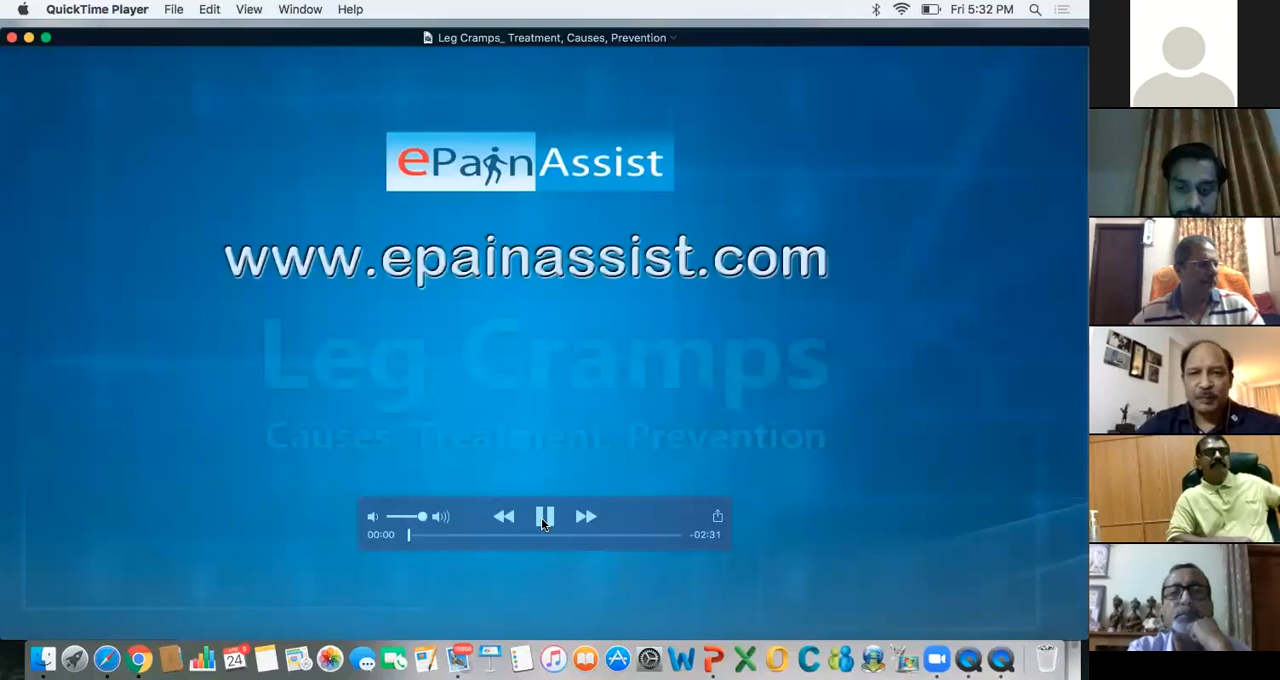 QuickTime Player File Edit View Window Help Fri 5:32 PM
Leg Cramps_ Treatment, Causes, Prevention
ePainAssist
www.epainassist.com
Leg Cramps
Causes, Treatment, Prevention
00:00 -02:31
24